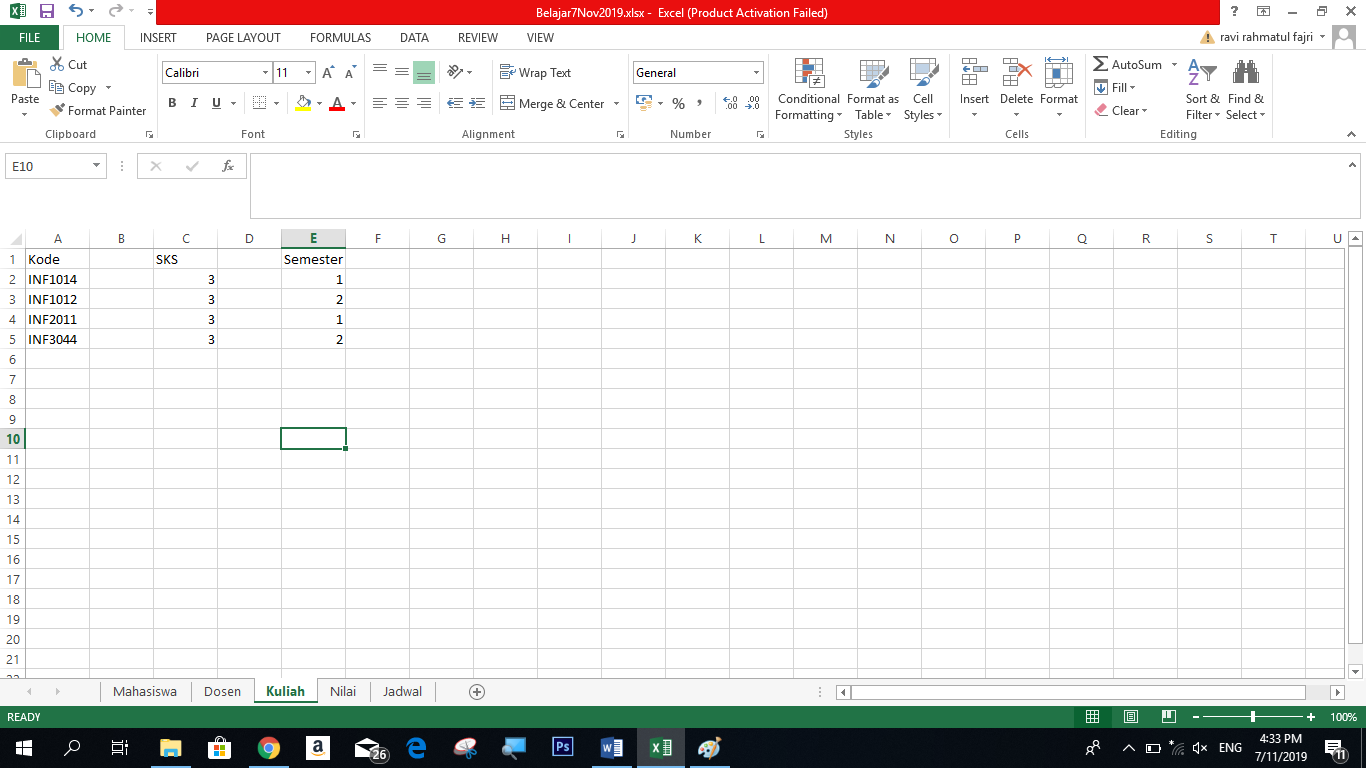 Belajar7Nov2019.xlsx - Excel (Product Activation Failed)
FILE HOME INSERT PAGE LAYOUT FORMULAS DATA REVIEW VIEW ravi rahmatul fajri
Paste Cut Copy Format Painter Clipboard
Calibri 11 B I U A Font
Wrap Text Merge & Center Alignment
General % Number
Conditional Formatting Format as Table Cell Styles Styles
Insert Delete Format Cells
AutoSum Fill Clear Sort & Filter Find & Select Editing
E10 fx
A B C D E F G H I J K L M N O P Q R S T U
1 Kode SKS Semester
2 INF1014 3 1
3 INF1012 3 2
4 INF2011 3 1
5 INF3044 3 2
6
7
8
9
10
11
12
13
14
15
16
17
18
19
20
21
Mahasiswa Dosen Kuliah Nilai Jadwal
READY 100%
26 Ps ENG 4:33 PM
7/11/2019 11